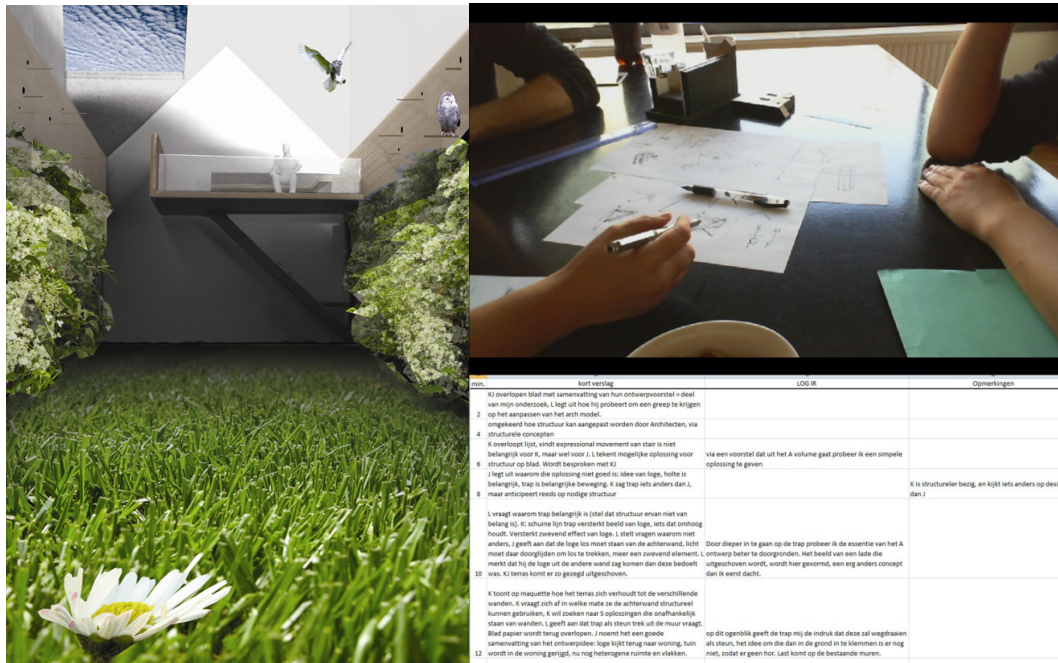 min. kort verslag LOG IR Opmerkingen
KJ overlopen blad met samenvatting van hun ontwerpvoorstel = deel
van mijn onderzoek, L legt uit hoe hij probeert om een greep te krijgen
2 op het aanpassen van het arch model.
omgekeerd hoe structuur kan aangepast worden door Architecten, via
4 structurele concepten
K overloopt lijst, vindt expressional movement van stair is niet
belangrijk voor K, maar wel voor J. L tekent mogelijke oplossing voor
6 structuur op blad. Wordt besproken met KJ
via een voorstel dat uit het A volume gaat probeer ik een simpele
oplossing te geven
J legt uit waarom die oplossing niet goed is: idee van loge, holte is
belangrijk, trap is belangrijke beweging. K zag trap iets anders dan J,
8 maar anticipeert reeds op nodige structuur
K is structureler bezig, en kijkt iets anders op desi
dan J
L vraagt waarom trap belangrijk is (stel dat structuur ervan niet van
belang is). K: schuine lijn trap versterkt beeld van loge, iets dat omhoog
houdt. Versterkt zwevend effect van loge. L stelt vragen waarom niet
anders, J geeft aan dat de loge los moet staan van de achterwand, licht
moet daar doorglijden om los te trekken, meer een zwevend element. L
merkt dat hij de loge uit de andere wand zag komen dan deze bedoelt
10 was. KJ terras komt er zo gezegd uitgeschoven.
Door dieper in te gaan op de trap probeer ik de essentie van het A
ontwerp beter te doorgronden. Het beeld van een lade die
uitgeschoven wordt, wordt hier gevormd, een erg anders concept
dan ik eerst dacht.
K toont op maquette hoe het terras zich verhoudt tot de verschillende
wanden. K vraagt zich af in welke mate ze de achterwand structureel
kunnen gebruiken, K wil zoeken naar S oplossingen die onafhankelijk
staan van wanden. L geeft aan dat trap als steun trek uit de muur vraagt.
Blad papier wordt terug overlopen. J noemt het een goede
samenvatting van het ontwerpidee: loge kijkt terug naar woning, tuin
12 wordt in de woning gerijgd, nu nog heterogene ruimte en vlakken.
op dit ogenblik geeft de trap mij de indruk dat deze zal wegdraaien
als steun, het idee om die dan in de grond in te klemmen is er nog
niet, zodat er geen hor. Last komt op de bestaande muren.